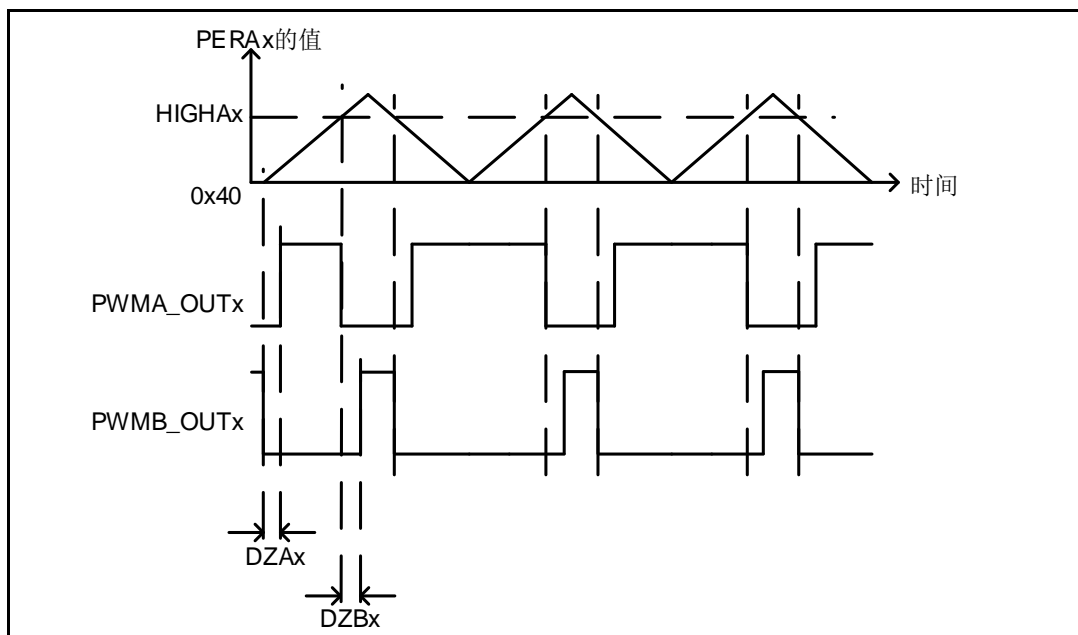 PERAx的值
HIGHAx
0x40
时间
PWMA_OUTx
PWMB_OUTx
DZAx
DZBx